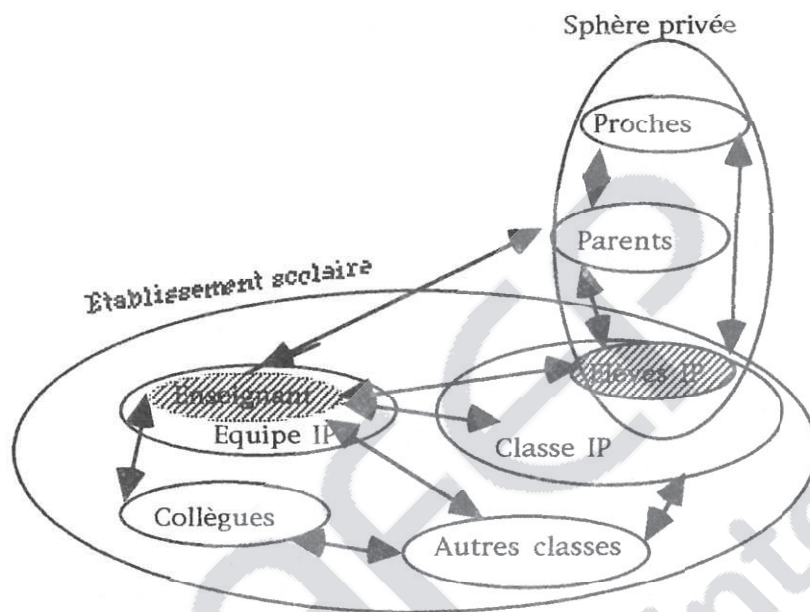 Sphère privée
Proches
Parents
Etablissement scolaire
Enseignant
Elèves IP
Equipe IP
Classe IP
Collègues
Autres classes